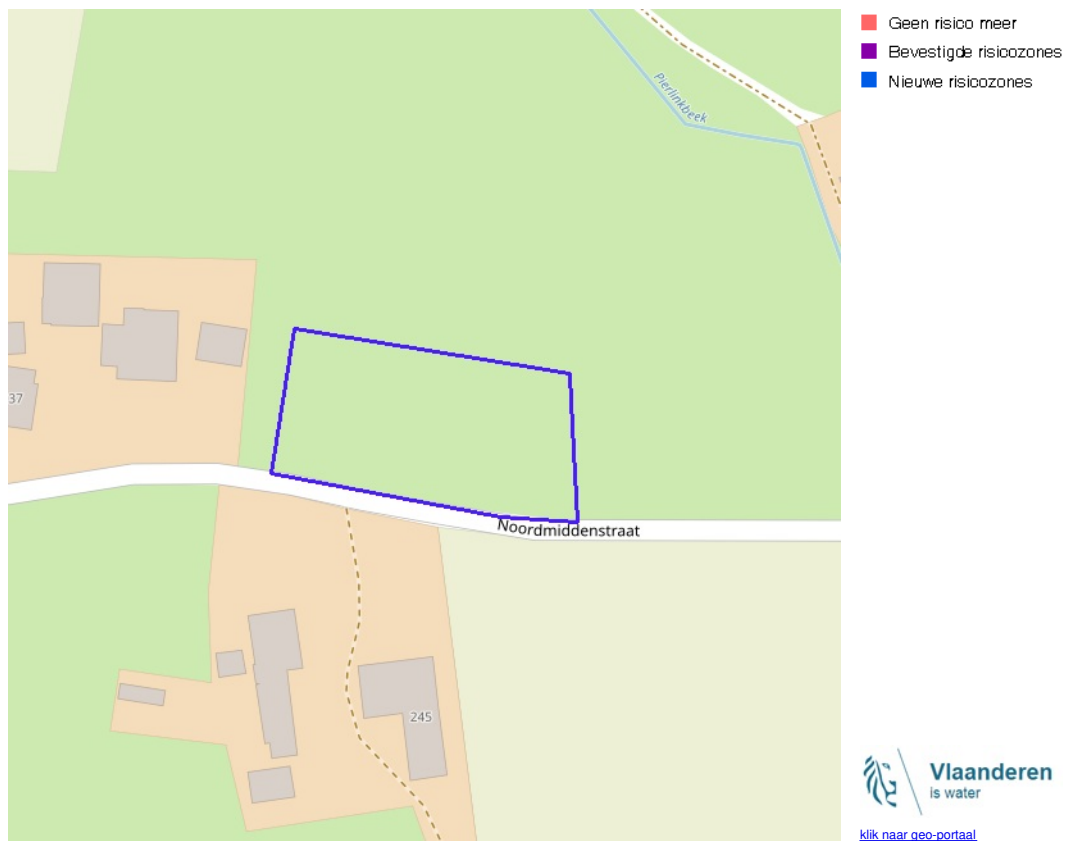 Geen risico meer
Bevestigde risicozones
Nieuwe risicozones
Pierlinkbeek
37
Noordmiddenstraat
245
Vlaanderen
is water
klik naar geo-portaal